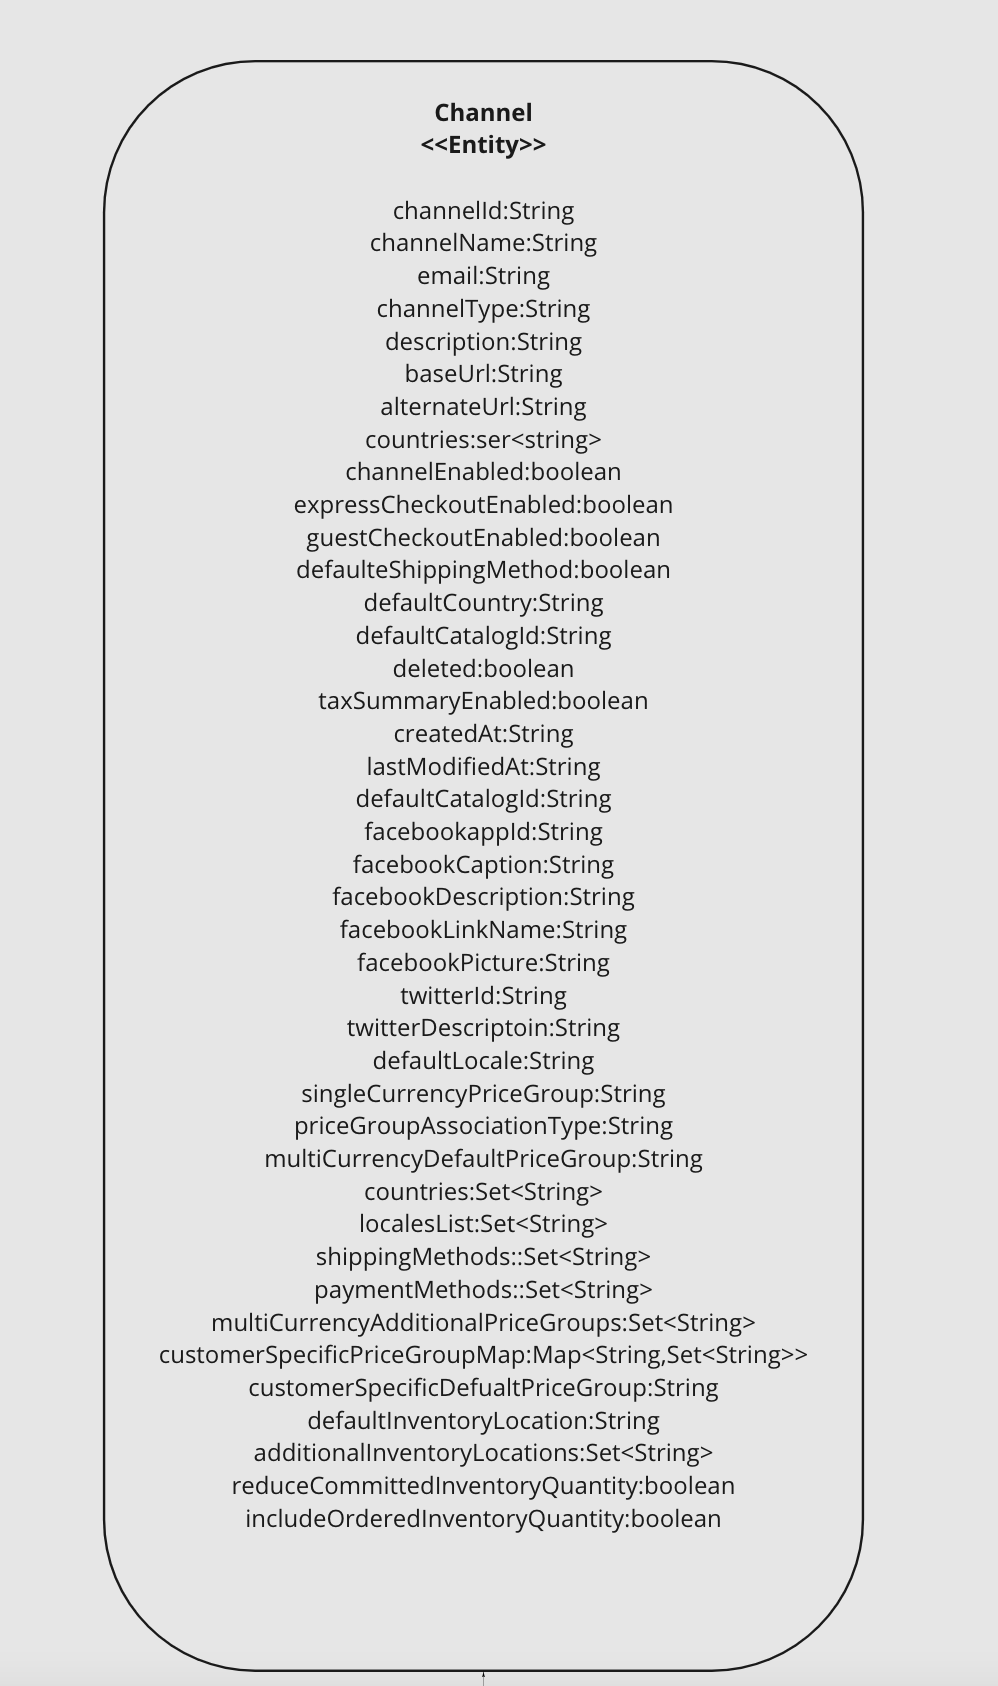 Channel
<<Entity>>
channelId:String
channelName:String
email:String
channelType:String
description:String
baseUrl:String
alternateUrl:String
countries:ser<string>
channelEnabled:boolean
expressCheckoutEnabled:boolean
guestCheckoutEnabled:boolean
defaulteShippingMethod:boolean
defaultCountry:String
defaultCatalogId:String
deleted:boolean
taxSummaryEnabled:boolean
createdAt:String
lastModifiedAt:String
defaultCatalogId:String
facebookappId:String
facebookCaption:String
facebookDescription:String
facebookLinkName:String
facebookPicture:String
twitterId:String
twitterDescriptoin:String
defaultLocale:String
singleCurrencyPriceGroup:String
priceGroupAssociationType:String
multiCurrencyDefaultPriceGroup:String
countries:Set<String>
localesList:Set<String>
shippingMethods::Set<String>
paymentMethods::Set<String>
multiCurrencyAdditionalPriceGroups:Set<String>
customerSpecificPriceGroupMap:Map<String,Set<String>>
customerSpecificDefualtPriceGroup:String
defaultInventoryLocation:String
additionalInventoryLocations:Set<String>
reduceCommittedInventoryQuantity:boolean
includeOrderedInventoryQuantity:boolean